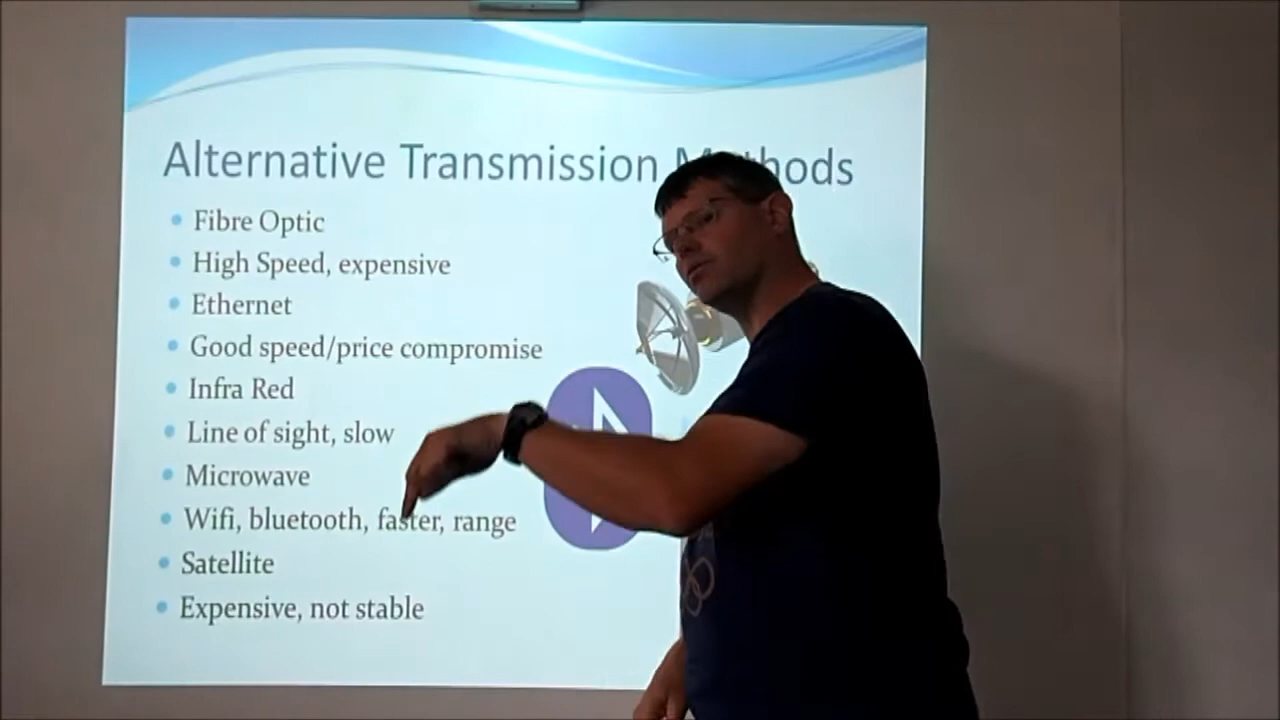 Alternative Transmission Methods
Fibre Optic
High Speed, expensive
Ethernet
Good speed/price compromise
Infra Red
Line of sight, slow
Microwave
Wifi, bluetooth, faster, range
Satellite
Expensive, not stable